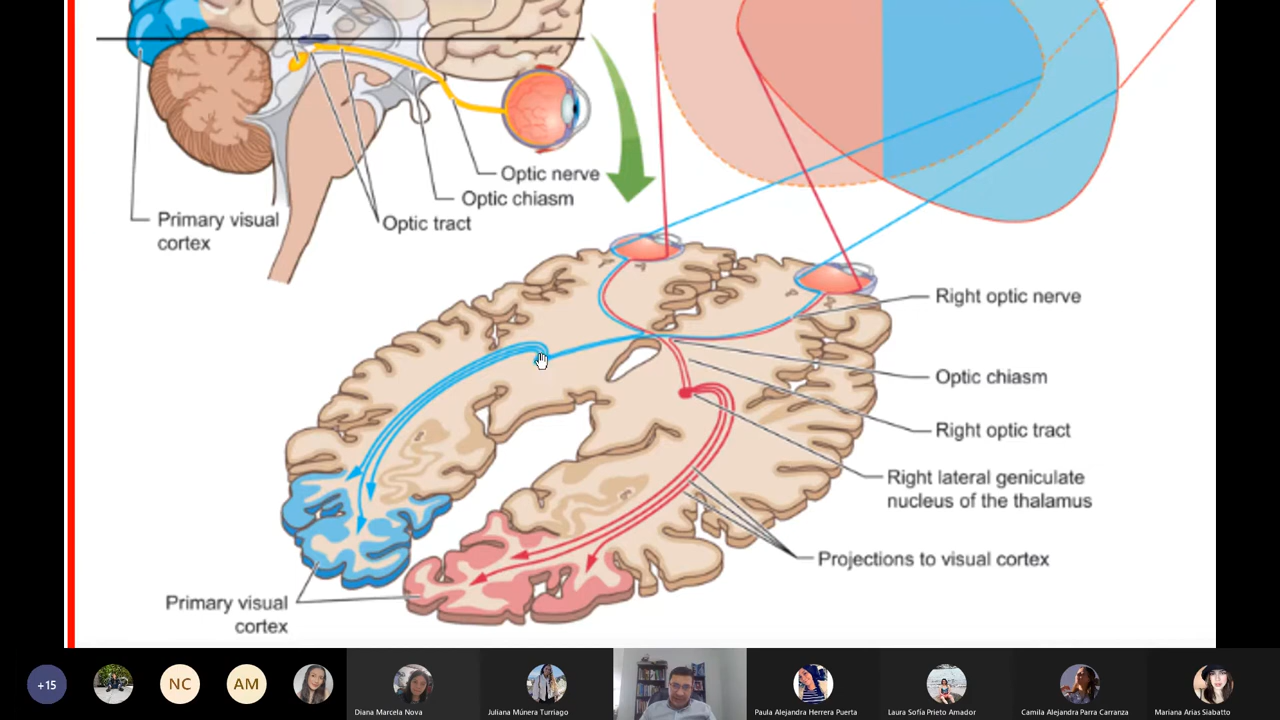 Optic nerve
Optic chiasm
Optic tract
Primary visual
cortex
Right optic nerve
Optic chiasm
Right optic tract
Right lateral geniculate
nucleus of the thalamus
Projections to visual cortex
Primary visual
cortex
+15
NC
AM
Diana Marcela Nova
Juliana Múnera Turriago
Paula Alejandra Herrera Puerta
Laura Sofía Prieto Amador
Camila Alejandra Parra Carranza
Mariana Arias Sabatto